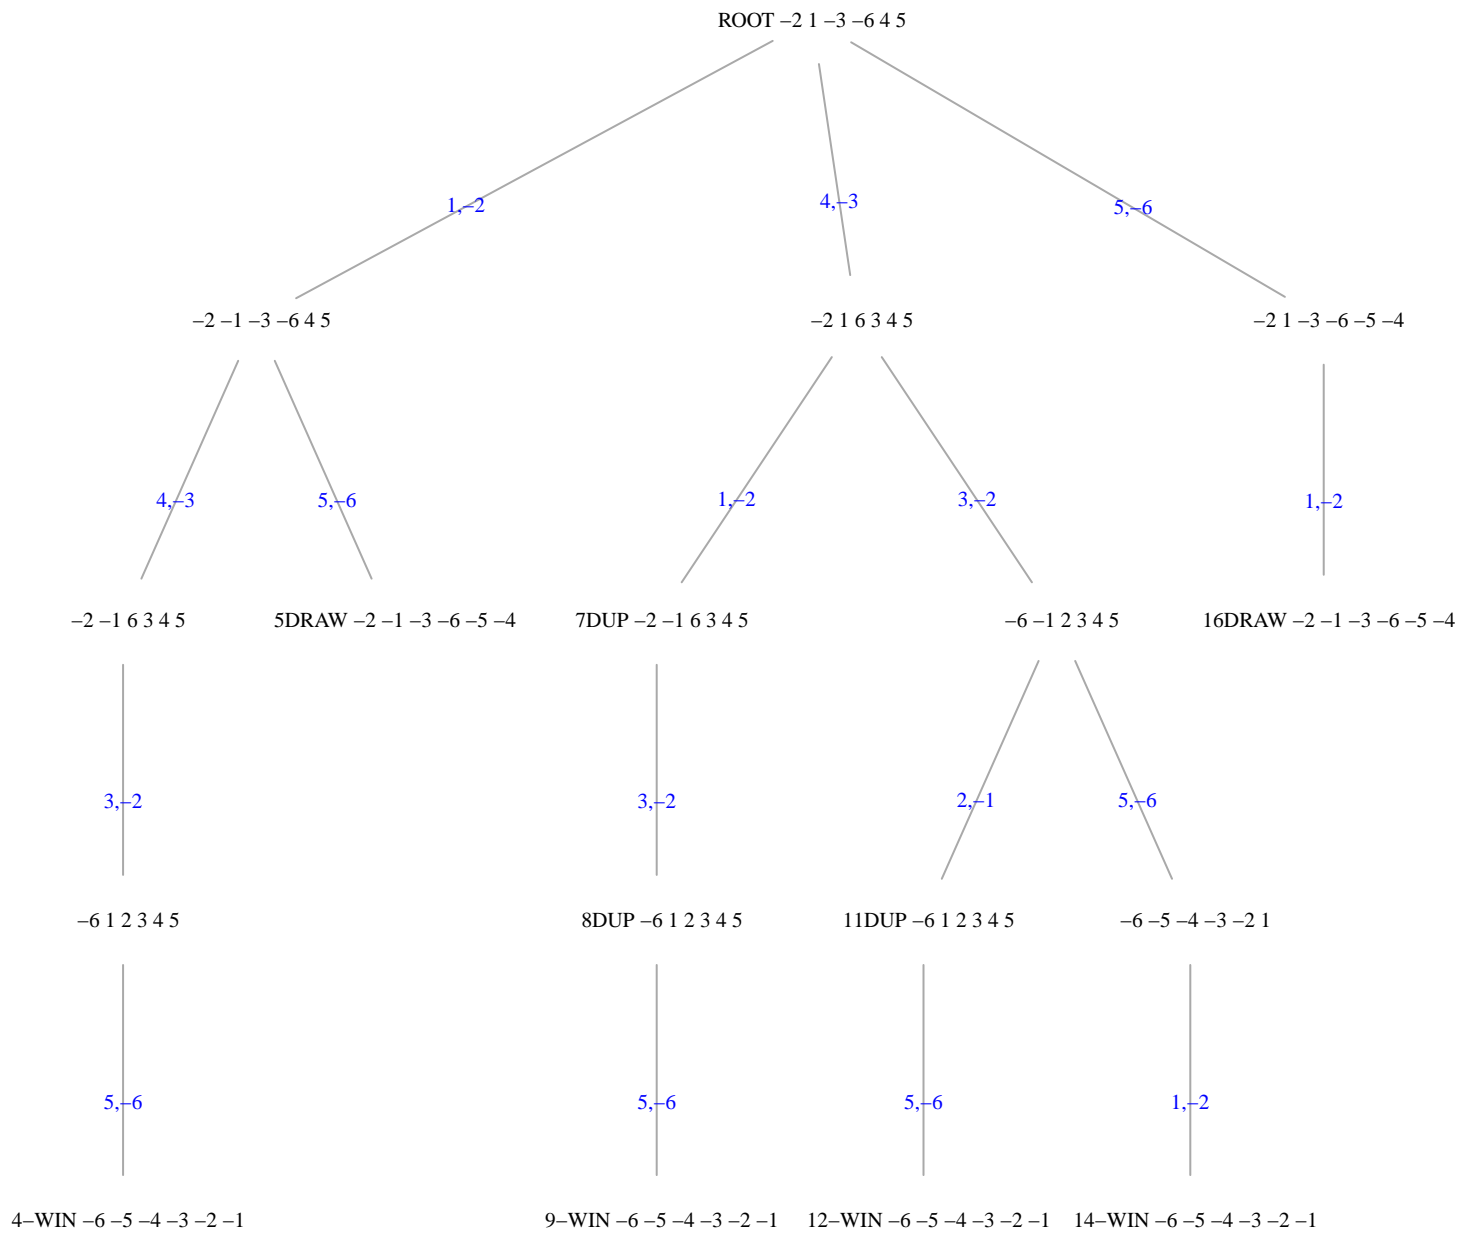 ROOT −2 1 −3 −6 4 5
1,−2
4,−3
5,−6
−2 −1 −3 −6 4 5
−2 1 6 3 4 5
−2 1 −3 −6 −5 −4
4,−3
5,−6
1,−2
3,−2
1,−2
−2 −1 6 3 4 5
5DRAW −2 −1 −3 −6 −5 −4
7DUP −2 −1 6 3 4 5
−6 −1 2 3 4 5
16DRAW −2 −1 −3 −6 −5 −4
3,−2
3,−2
2,−1
5,−6
−6 1 2 3 4 5
8DUP −6 1 2 3 4 5
11DUP −6 1 2 3 4 5
−6 −5 −4 −3 −2 1
5,−6
5,−6
5,−6
1,−2
4−WIN −6 −5 −4 −3 −2 −1
9−WIN −6 −5 −4 −3 −2 −1
12−WIN −6 −5 −4 −3 −2 −1
14−WIN −6 −5 −4 −3 −2 −1